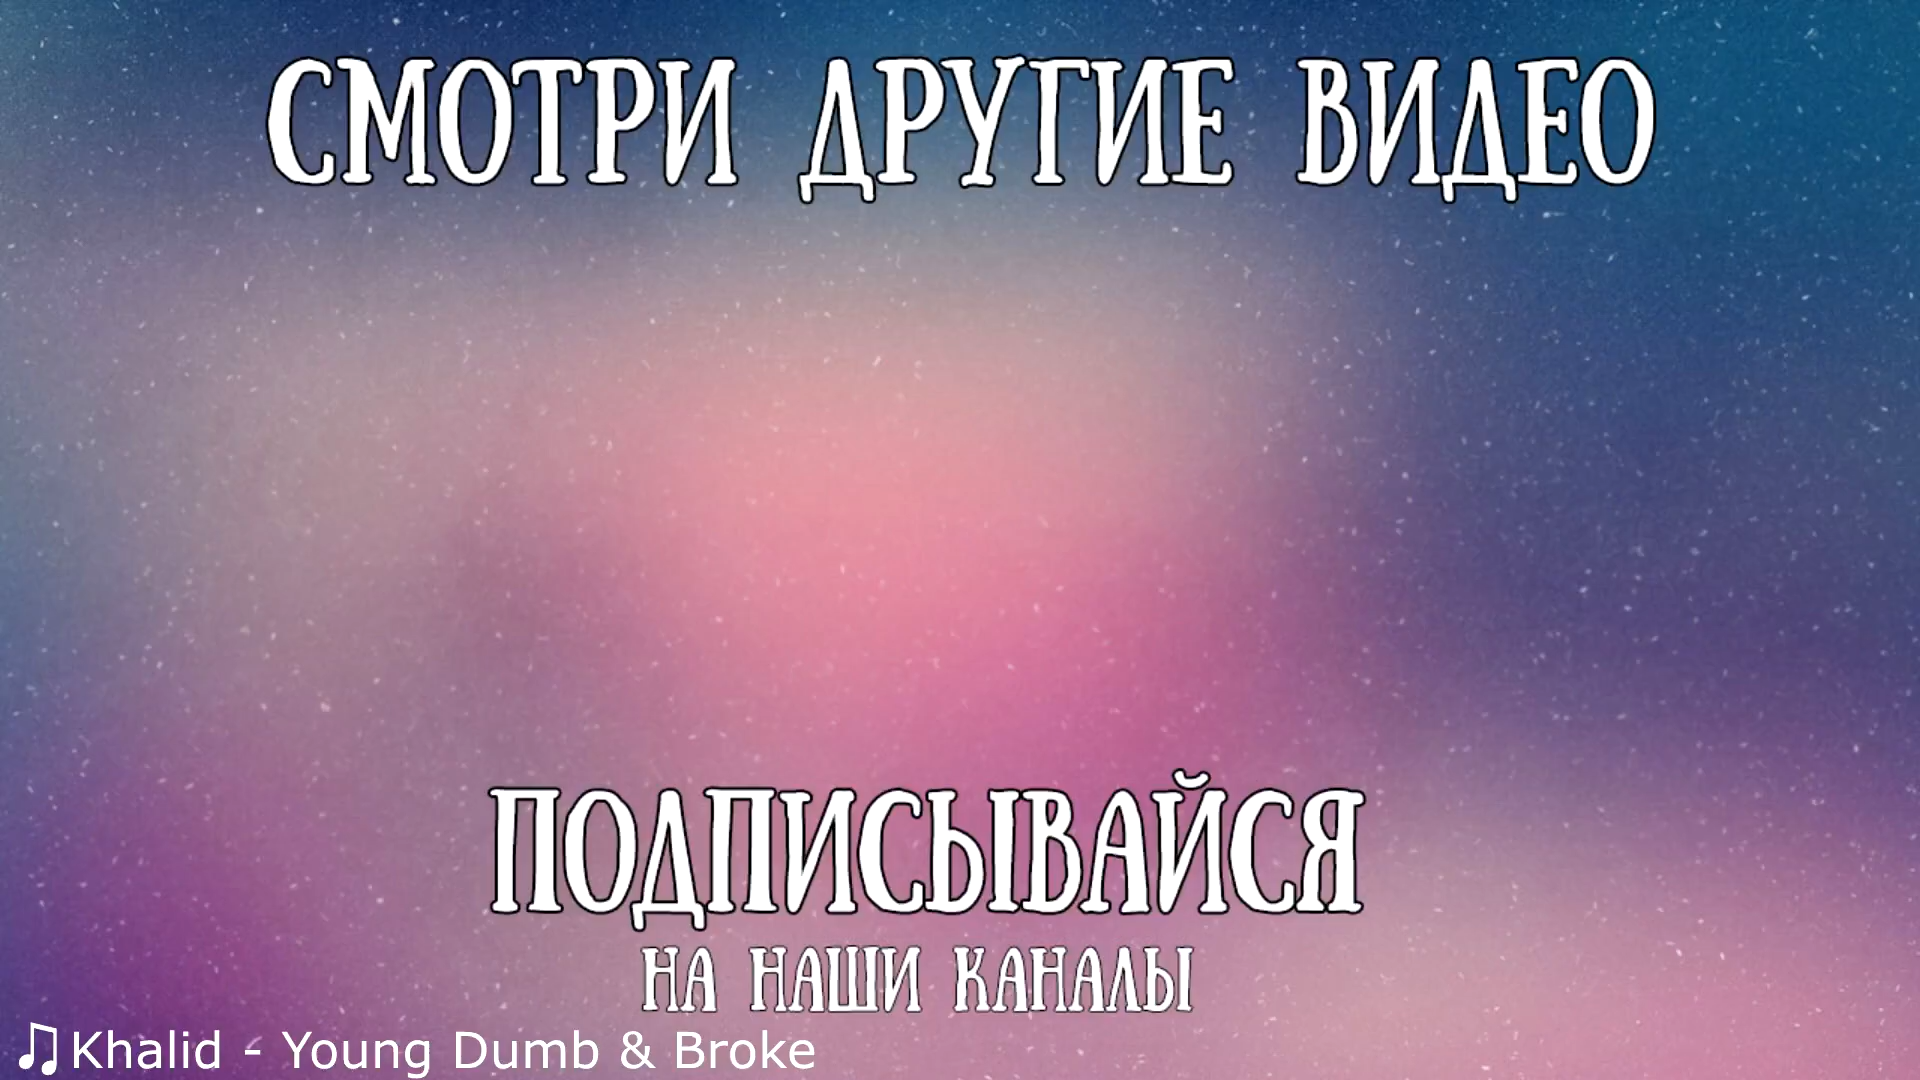 СМОТРИ ДРУГИЕ ВИДЕО
ПОДПИСЫВАЙСЯ
НА НАШИ КАНАЛЫ
♫Khalid - Young Dumb & Broke